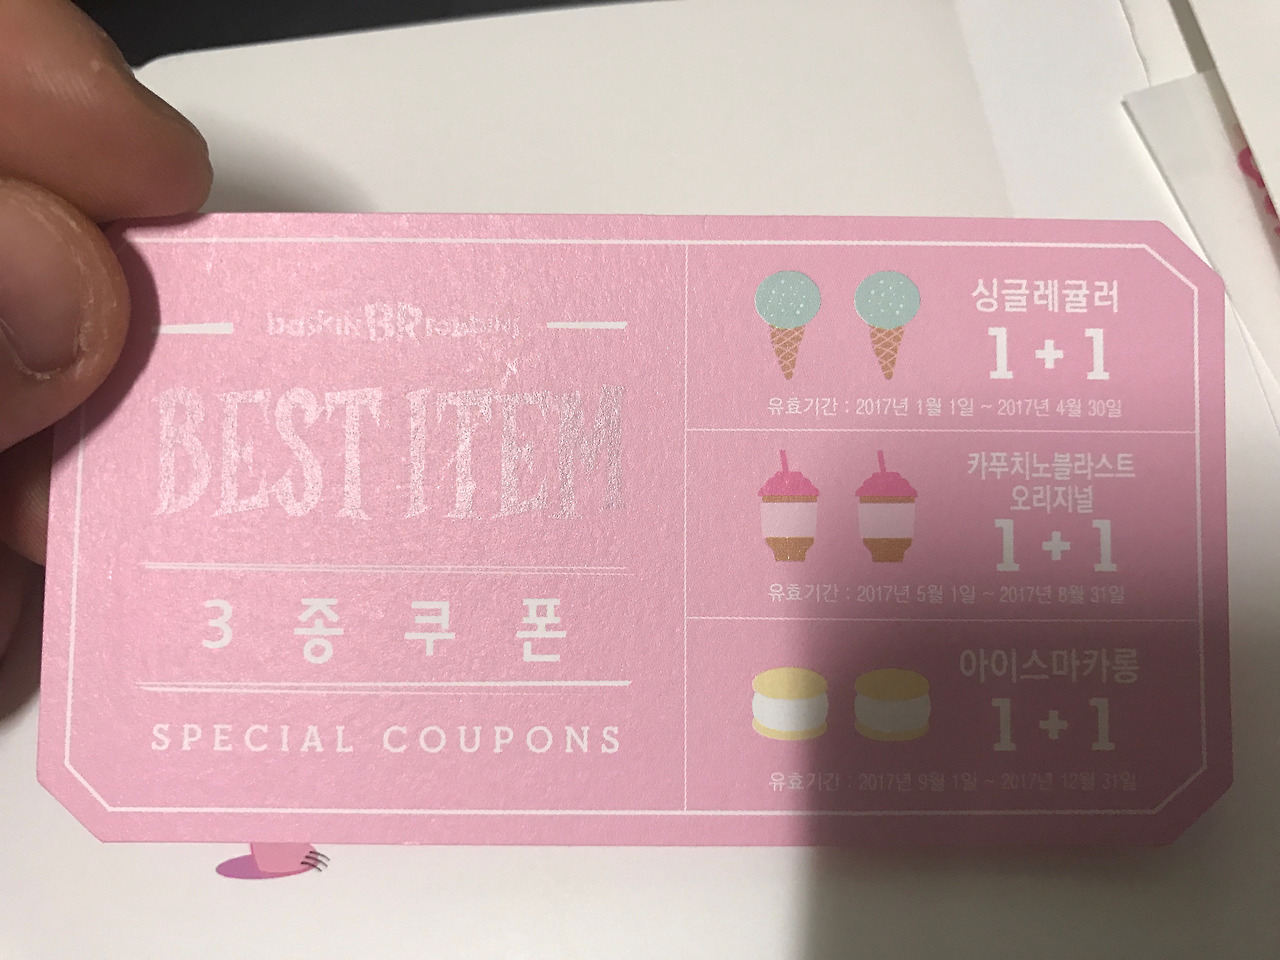 baskin BR robbins
x
BEST ITEM
3종쿠폰
SPECIAL COUPONS
싱글레귤러
1+1
유효기간 : 2017년 1월 1일 ~ 2017년 4월 30일
카푸치노블라스트
오리지널
1+1
유효기간 : 2017년 5월 1일 ~ 2017년 8월 31일
아이스마카롱
1+1
유효기간 : 2017년 9월 1일 ~ 2017년 12월 31일